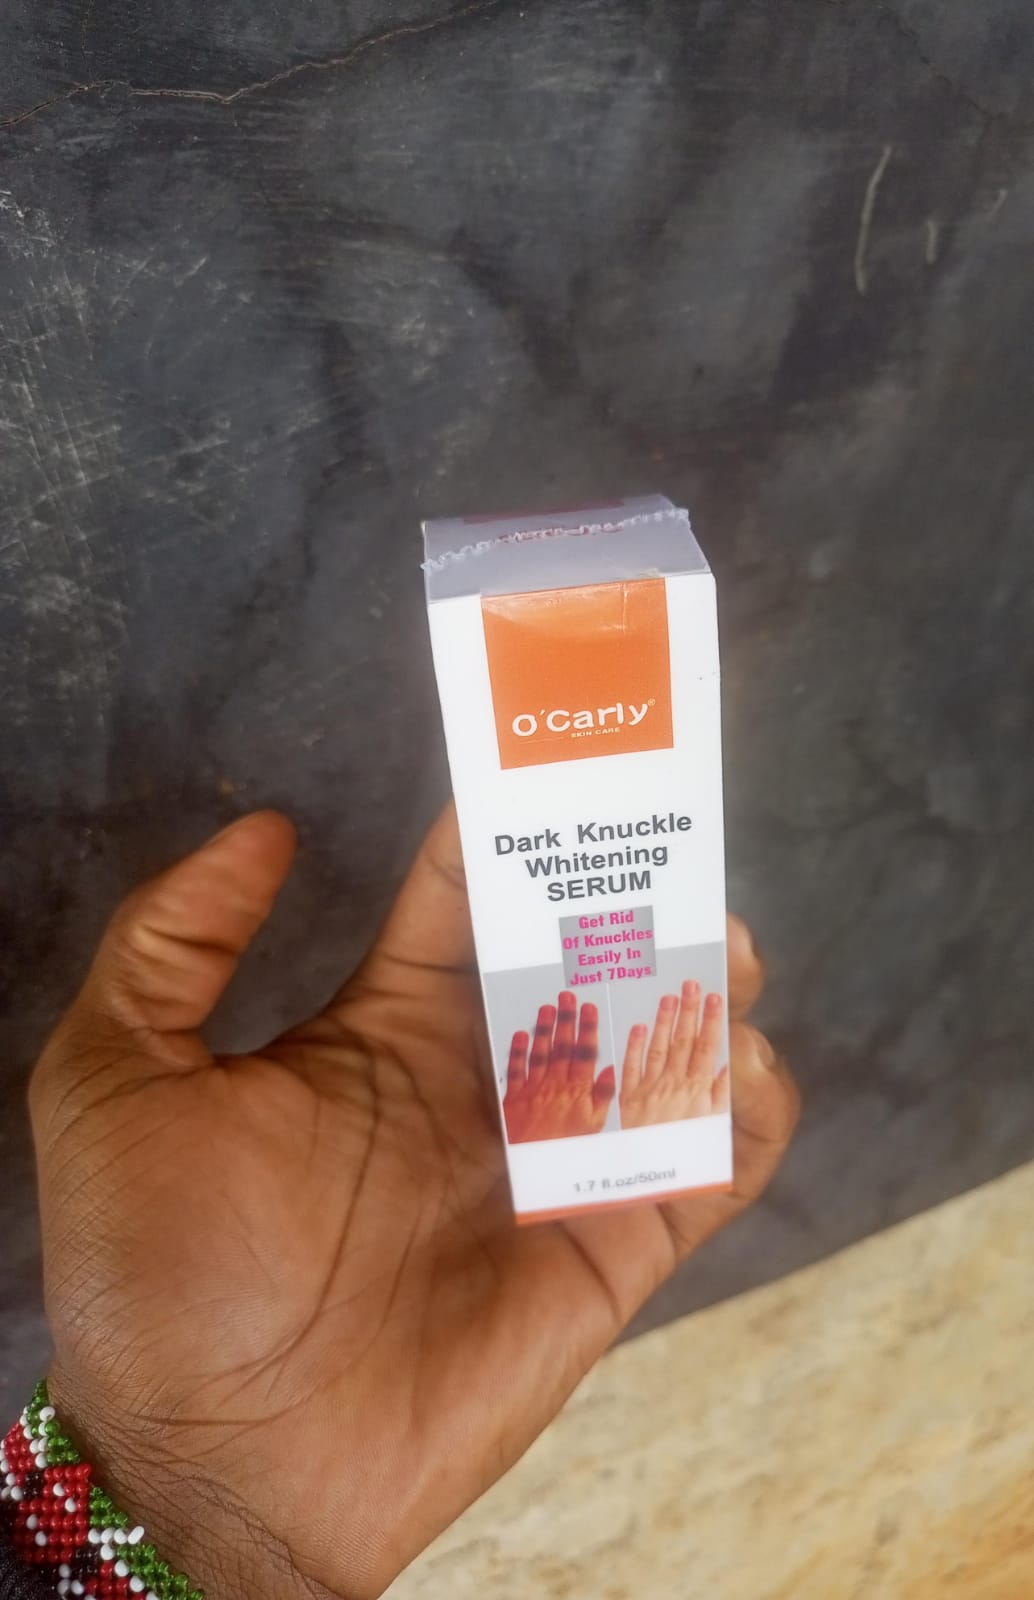 O'Carly®
SKIN CARE
Dark Knuckle
Whitening
SERUM
Get Rid
Of Knuckles
Easily In
Just 7Days
1.7 fl.oz/50ml